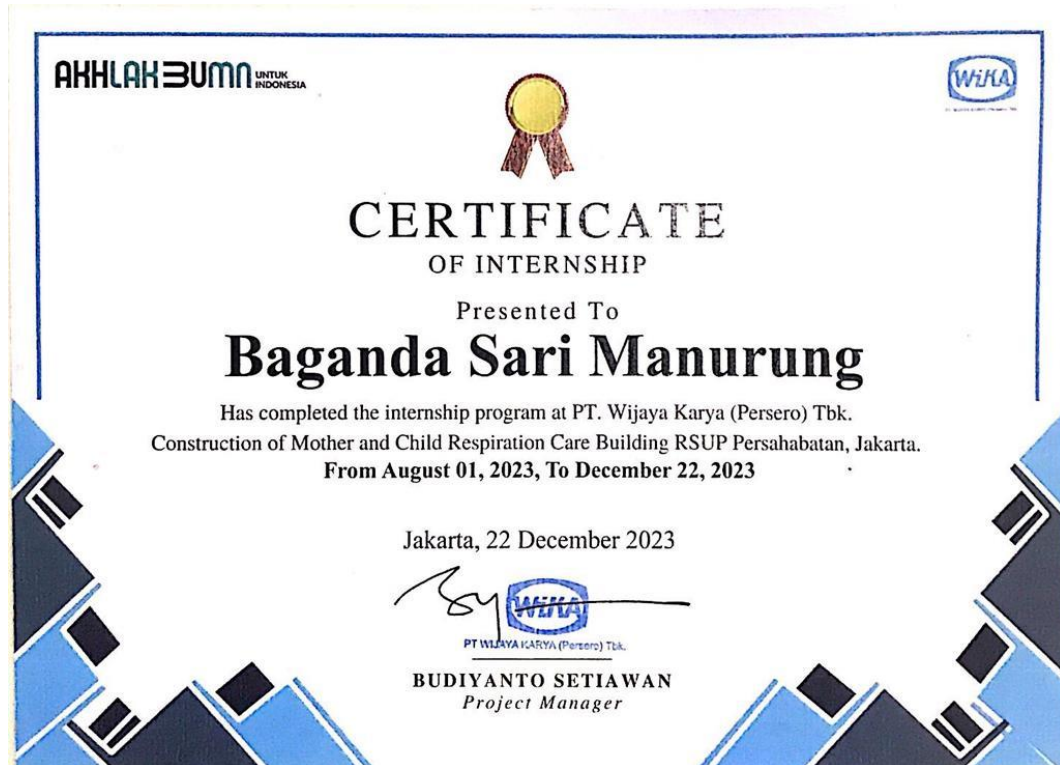 AKHLAK BUMN UNTUK INDONESIA
WIKA
CERTIFICATE
OF INTERNSHIP
Presented To
Baganda Sari Manurung
Has completed the internship program at PT. Wijaya Karya (Persero) Tbk.
Construction of Mother and Child Respiration Care Building RSUP Persahabatan, Jakarta.
From August 01, 2023, To December 22, 2023
Jakarta, 22 December 2023
WIKA
PT WIJAYA KARYA (Persero) Tbk.
BUDIYANTO SETIAWAN
Project Manager